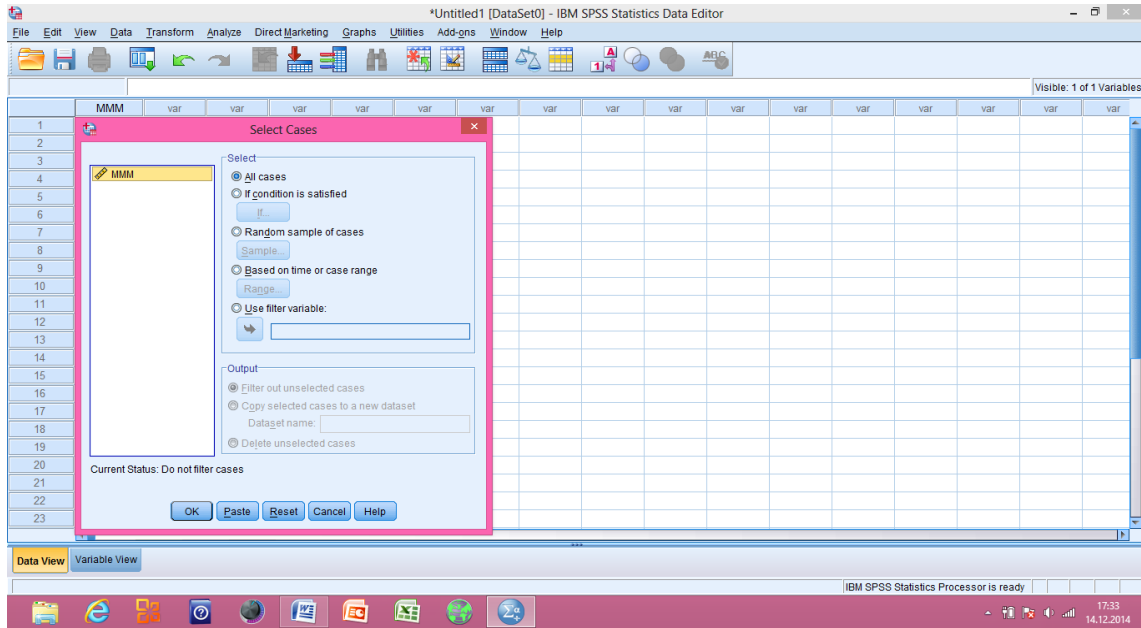 *Untitled1 [DataSet0] - IBM SPSS Statistics Data Editor
File Edit View Data Transform Analyze Direct Marketing Graphs Utilities Add-ons Window Help
Visible: 1 of 1 Variables
MMM var var var var var var var var var var var var var var var var
1
2
3
4
5
6
7
8
9
10
11
12
13
14
15
16
17
18
19
20
21
22
23
Select Cases
MMM
Select
All cases
If condition is satisfied
If...
Random sample of cases
Sample...
Based on time or case range
Range...
Use filter variable:
Output
Filter out unselected cases
Copy selected cases to a new dataset
Dataset name:
Delete unselected cases
Current Status: Do not filter cases
OK Paste Reset Cancel Help
Data View Variable View
IBM SPSS Statistics Processor is ready
17:33
14.12.2014